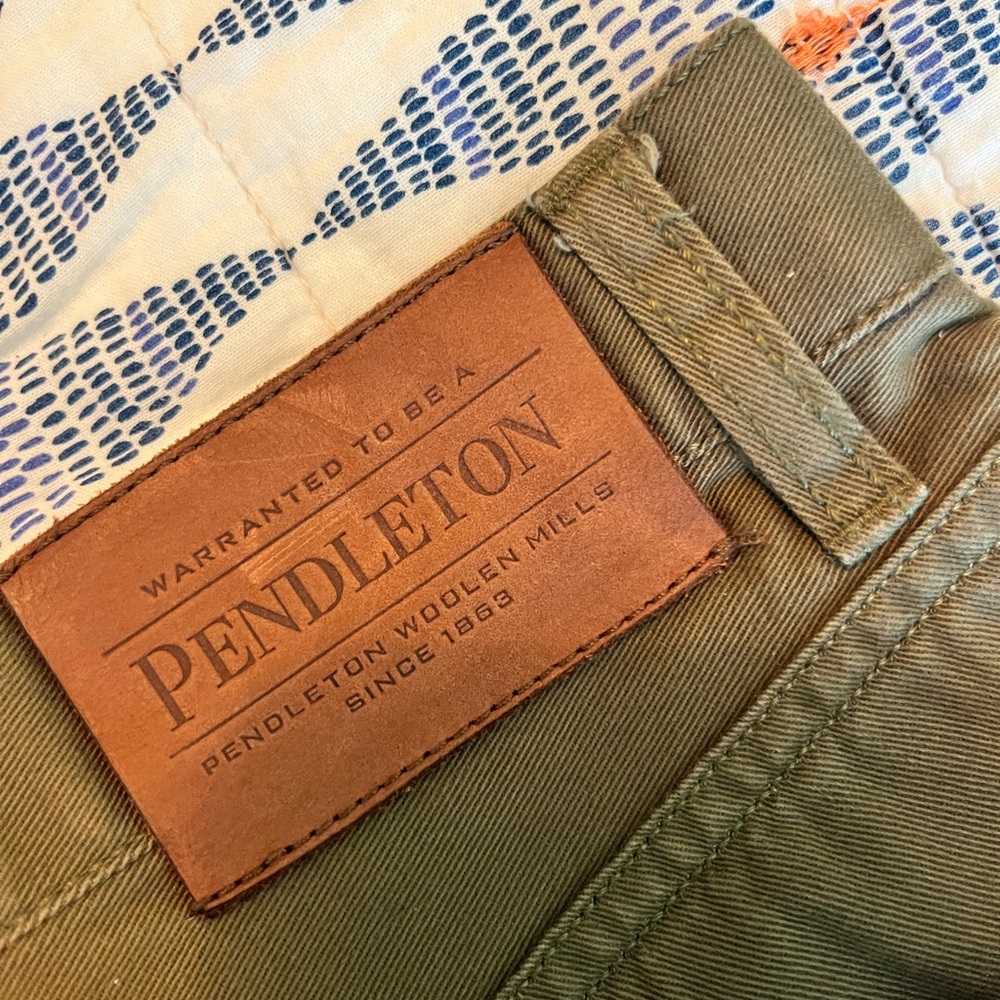 WARRANTED TO BE A
PENDLETON
PENDLETON WOOLEN MILLS
SINCE 1863